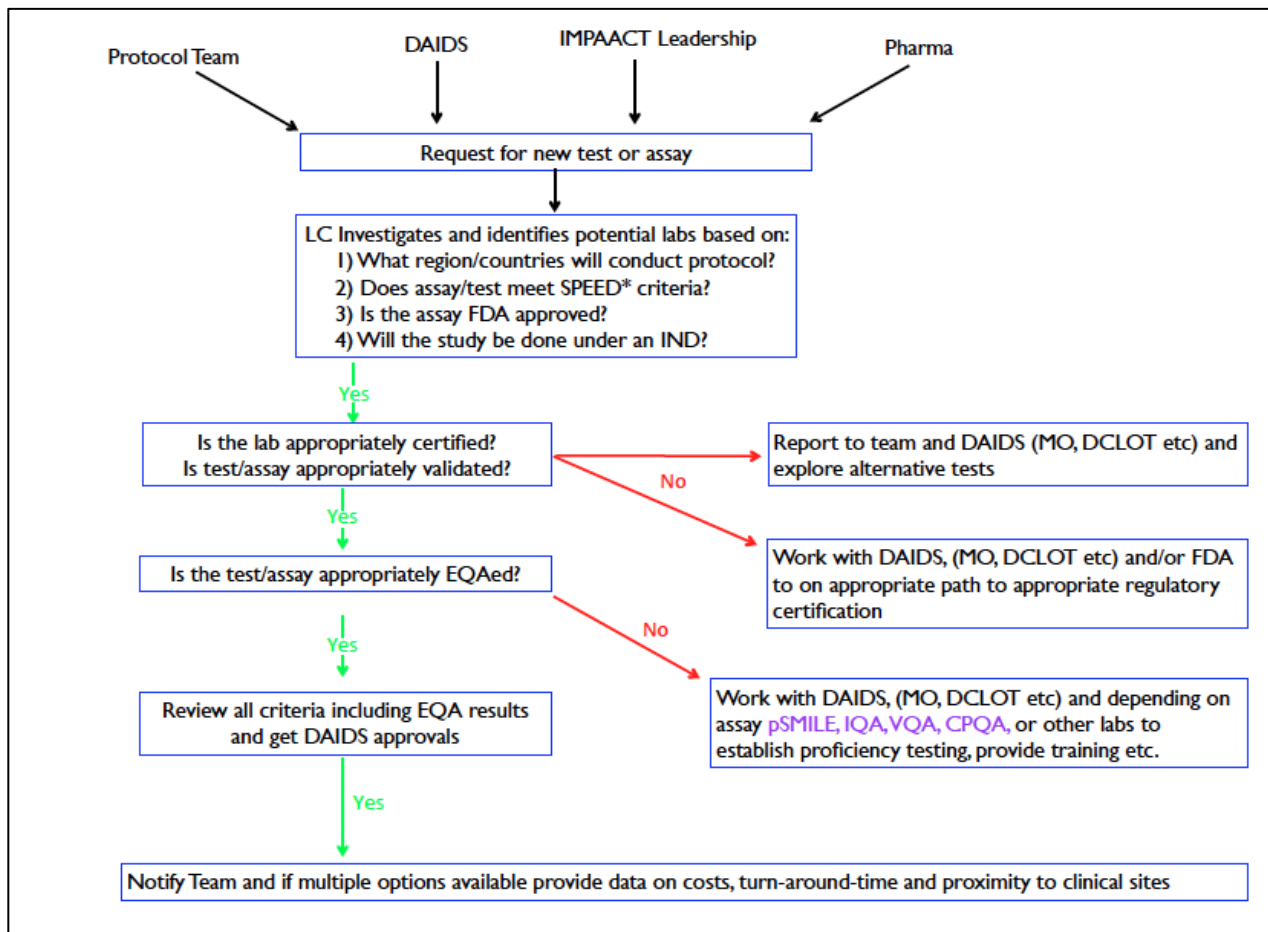 Protocol Team
DAIDS
IMPAACT Leadership
Pharma
Request for new test or assay
LC Investigates and identifies potential labs based on:
1) What region/countries will conduct protocol?
2) Does assay/test meet SPEED* criteria?
3) Is the assay FDA approved?
4) Will the study be done under an IND?
Yes
Is the lab appropriately certified?
Is test/assay appropriately validated?
Report to team and DAIDS (MO, DCLOT etc) and
explore alternative tests
No
Yes
Work with DAIDS, (MO, DCLOT etc) and/or FDA
to on appropriate path to appropriate regulatory
certification
Is the test/assay appropriately EQAed?
No
Yes
Review all criteria including EQA results
and get DAIDS approvals
Work with DAIDS, (MO, DCLOT etc) and depending on
assay pSMILE, IQA, VQA, CPQA, or other labs to
establish proficiency testing, provide training etc.
Yes
Notify Team and if multiple options available provide data on costs, turn-around-time and proximity to clinical sites